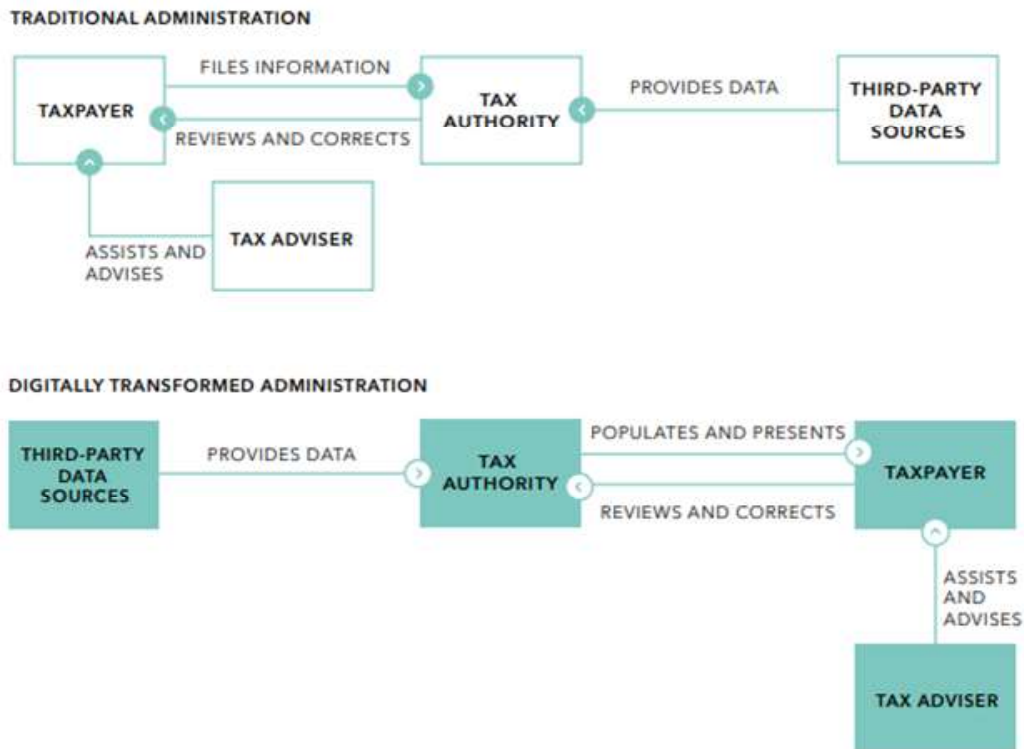 TRADITIONAL ADMINISTRATION
TAXPAYER
FILES INFORMATION
REVIEWS AND CORRECTS
TAX
AUTHORITY
PROVIDES DATA
THIRD-PARTY
DATA
SOURCES
ASSISTS AND
ADVISES
TAX ADVISER
DIGITALLY TRANSFORMED ADMINISTRATION
THIRD-PARTY
DATA
SOURCES
PROVIDES DATA
TAX
AUTHORITY
POPULATES AND PRESENTS
REVIEWS AND CORRECTS
TAXPAYER
ASSISTS
AND
ADVISES
TAX ADVISER